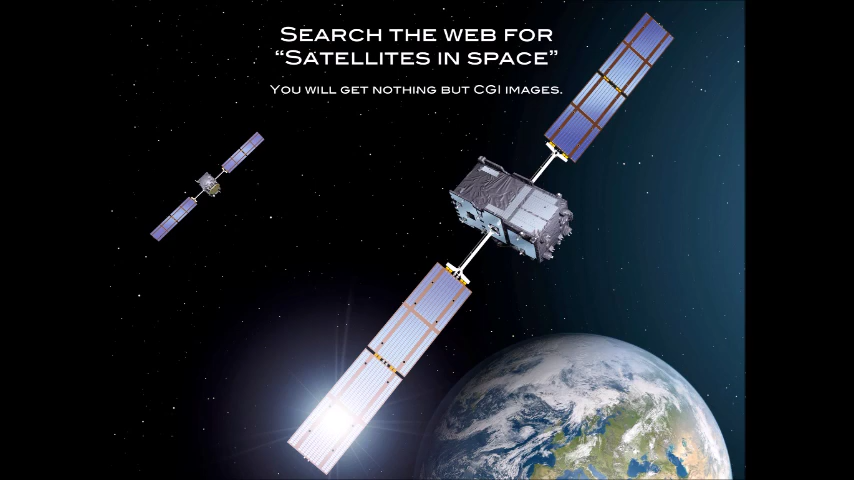 Search the web for
“Satellites in space”
You will get nothing but CGI images.